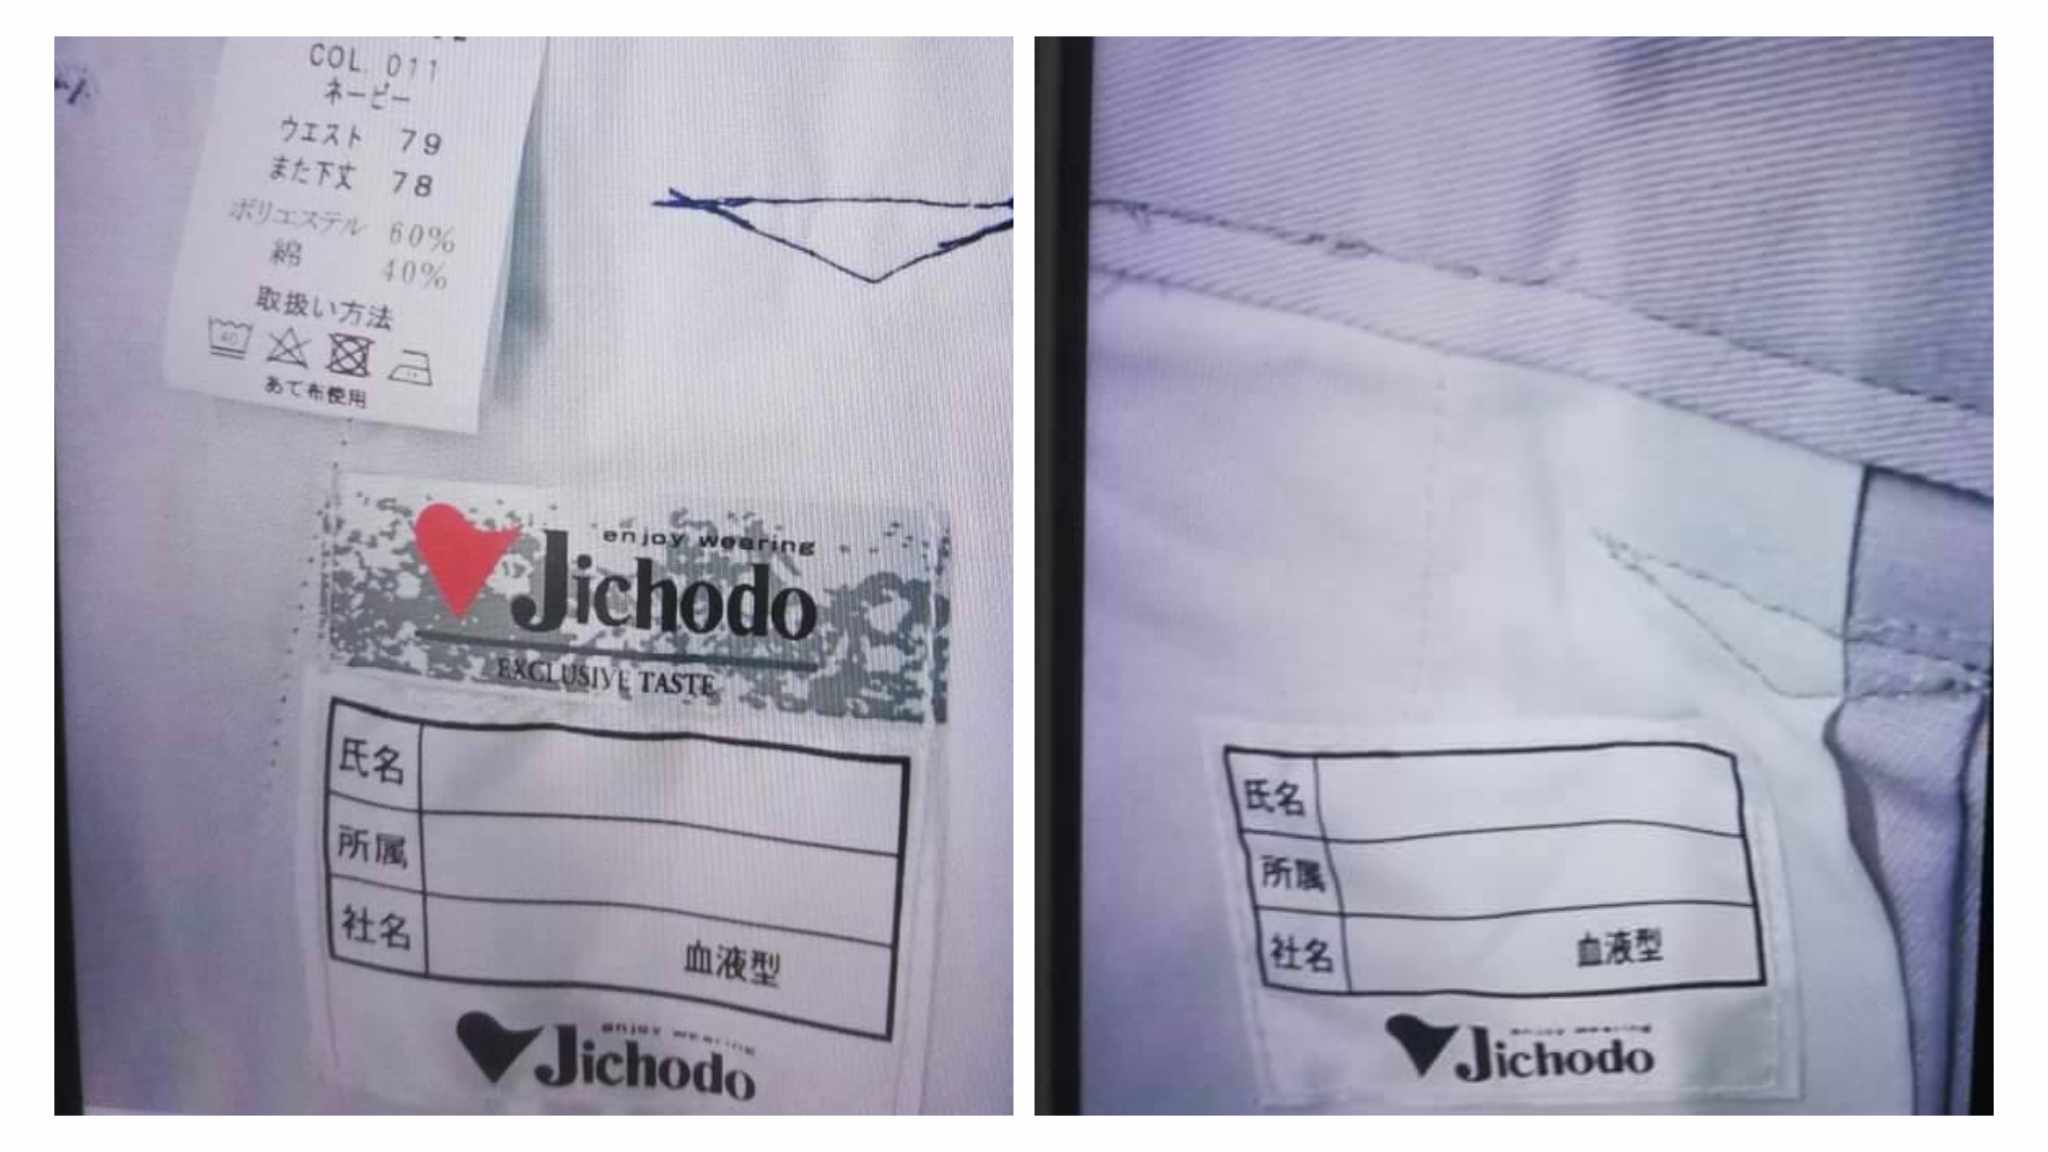 COL. 011
ネービー
ウエスト 79
また下丈 78
ポリエステル 60%
綿 40%
取扱い方法
40
あて布使用
enjoy wearing
Jichodo
EXCLUSIVE TASTE
氏名
所属
社名
血液型
enjoy wearing
Jichodo
氏名
所属
社名
血液型
enjoy wearing
Jichodo